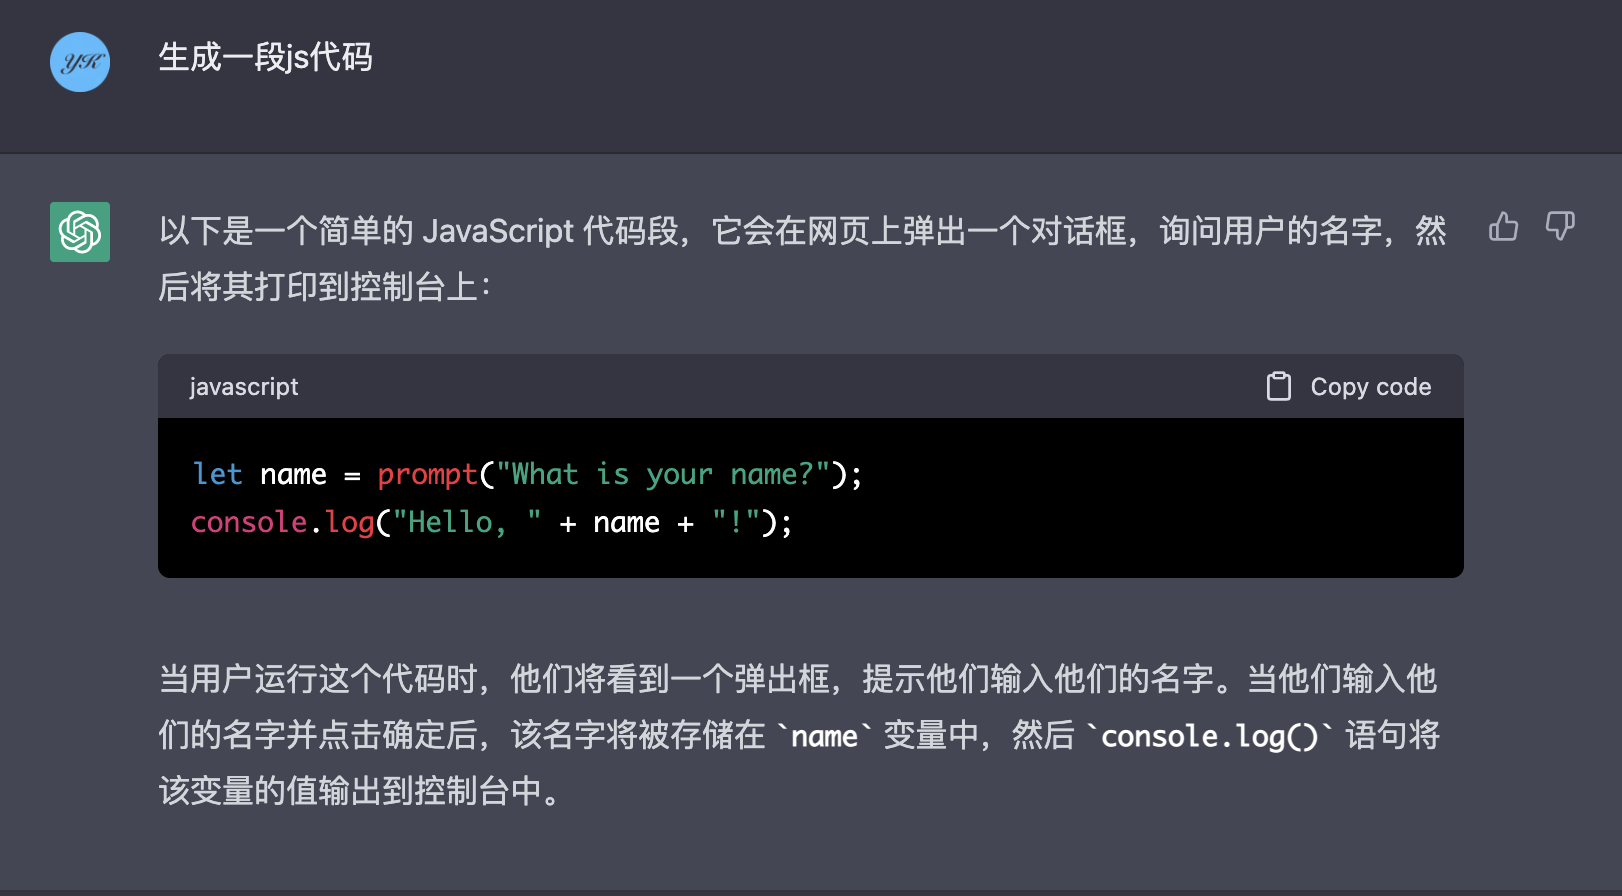 YK
生成一段js代码
以下是一个简单的 JavaScript 代码段，它会在网页上弹出一个对话框，询问用户的名字，然
后将其打印到控制台上：
javascript
Copy code
let name = prompt("What is your name?");
console.log("Hello, " + name + "!");
当用户运行这个代码时，他们将看到一个弹出框，提示他们输入他们的名字。当他们输入他
们的名字并点击确定后，该名字将被存储在 `name` 变量中，然后 `console.log()` 语句将
该变量的值输出到控制台中。